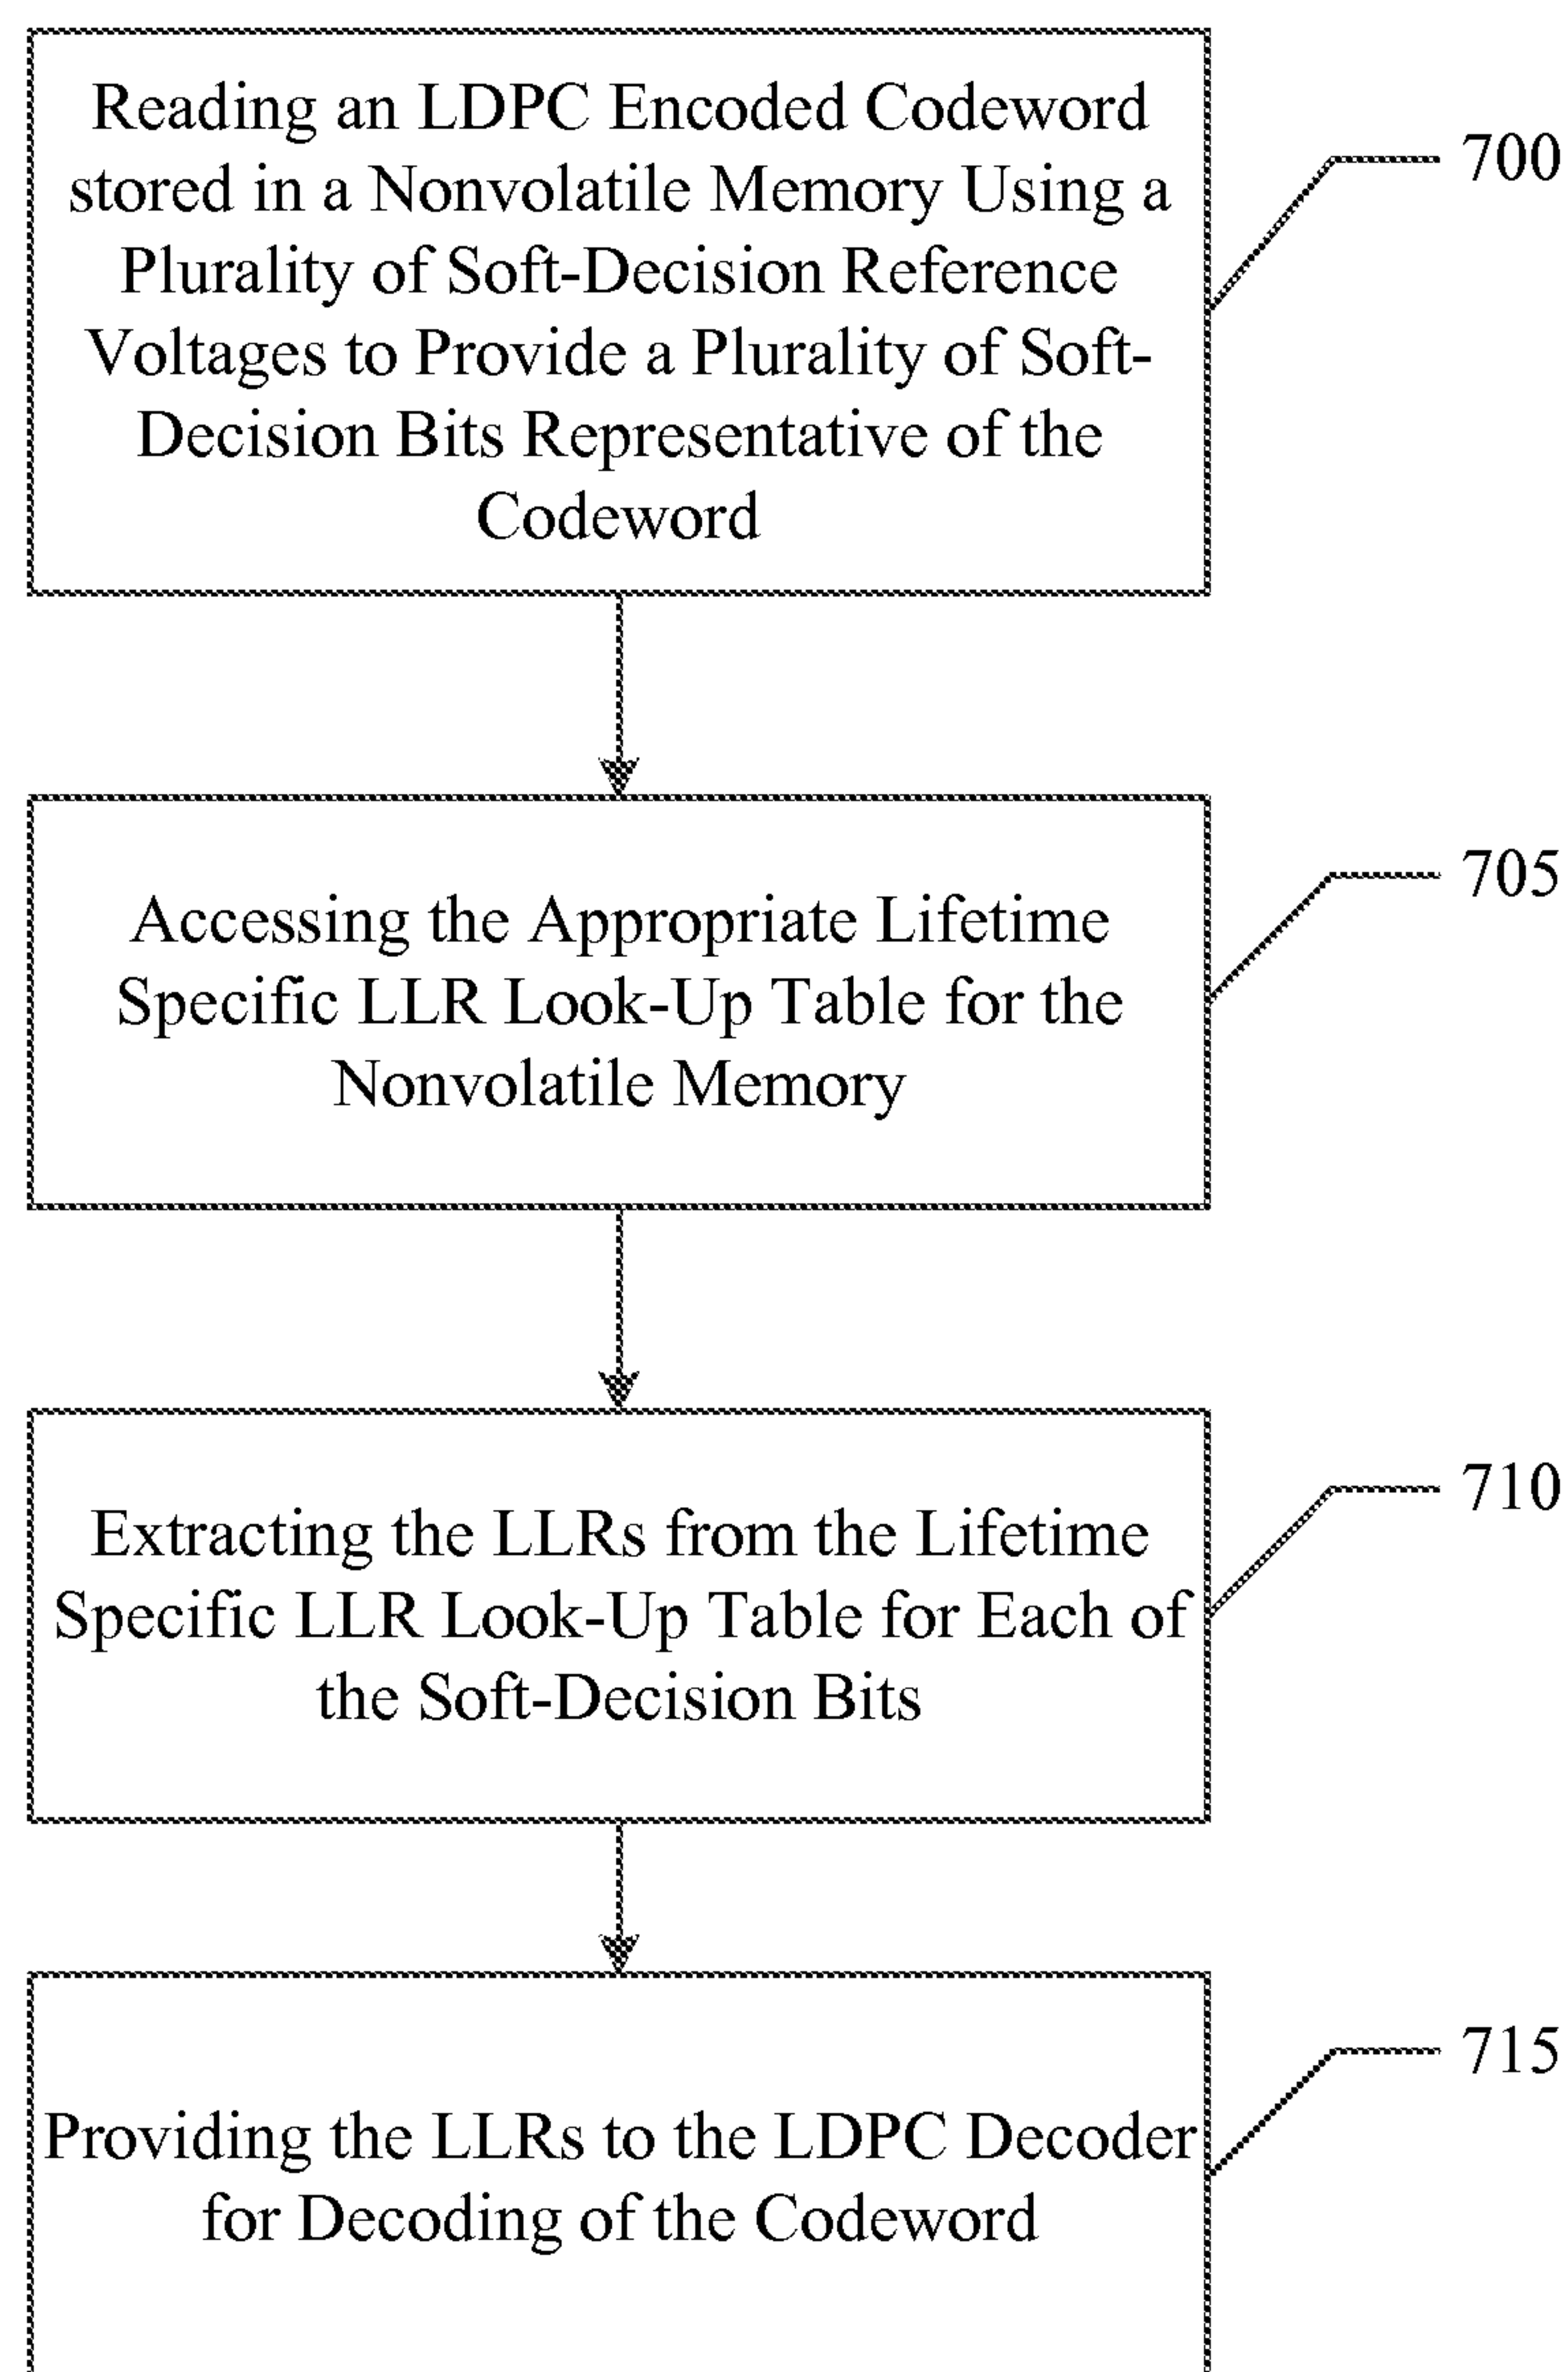 Reading an LDPC Encoded Codeword
stored in a Nonvolatile Memory Using a
Plurality of Soft-Decision Reference
Voltages to Provide a Plurality of Soft-
Decision Bits Representative of the
Codeword
700
Accessing the Appropriate Lifetime
Specific LLR Look-Up Table for the
Nonvolatile Memory
705
Extracting the LLRs from the Lifetime
Specific LLR Look-Up Table for Each of
the Soft-Decision Bits
710
Providing the LLRs to the LDPC Decoder
for Decoding of the Codeword
715